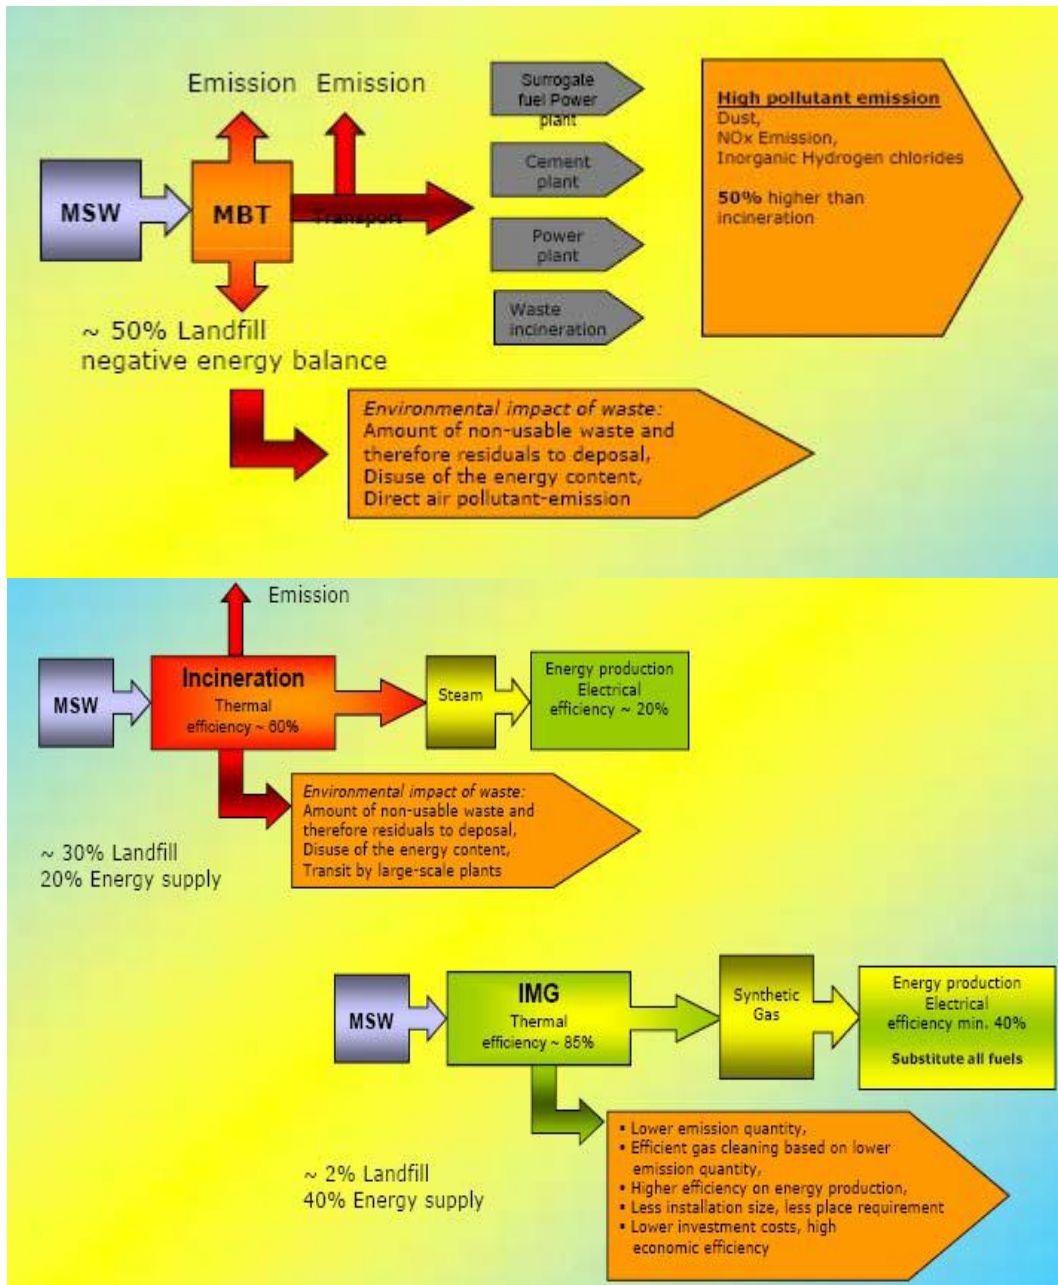 Emission
Emission
MSW
MBT
Transport
Surrogate
fuel Power
plant
Cement
plant
Power
plant
Waste
incineration
High pollutant emission
Dust,
NOx Emission,
Inorganic Hydrogen chlorides
50% higher than
incineration
~ 50% Landfill
negative energy balance
Environmental impact of waste:
Amount of non-usable waste and
therefore residuals to deposal,
Disuse of the energy content,
Direct air pollutant-emission
Emission
MSW
Incineration
Thermal
efficiency ~ 60%
Steam
Energy production
Electrical
efficiency ~ 20%
Environmental impact of waste:
Amount of non-usable waste and
therefore residuals to deposal,
Disuse of the energy content,
Transit by large-scale plants
~ 30% Landfill
20% Energy supply
MSW
IMG
Thermal
efficiency ~ 85%
Synthetic
Gas
Energy production
Electrical
efficiency min. 40%
Substitute all fuels
~ 2% Landfill
40% Energy supply
▪ Lower emission quantity,
▪ Efficient gas cleaning based on lower
emission quantity,
▪ Higher efficiency on energy production,
▪ Less installation size, less place requirement
▪ Lower investment costs, high
economic efficiency